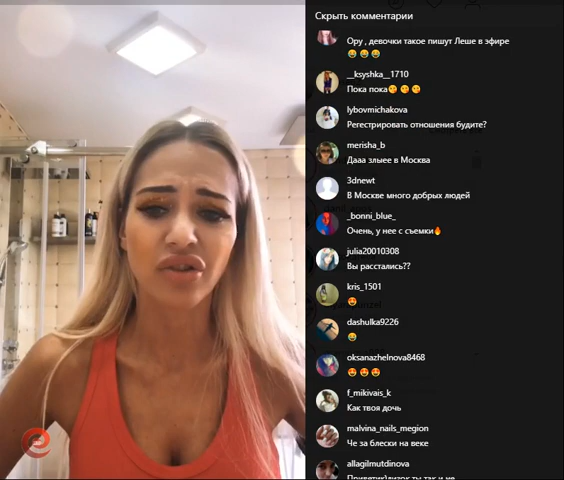 Скрыть комментарии
Ору , девочки такое пишут Леше в эфире
__ksyshka__1710
Пока пока
lybovmichakova
Регестрировать отношения будите?
merisha_b
Дааа злыее в Москва
3dnewt
В Москве много добрых людей
_bonni_blue_
Очень, у нее с съемки
julia20010308
Вы расстались??
kris_1501
dashulka9226
oksanazhelnova8468
f_mikivais_k
Как твоя дочь
malvina_nails_megion
Че за блески на веке
allagilmutdinova